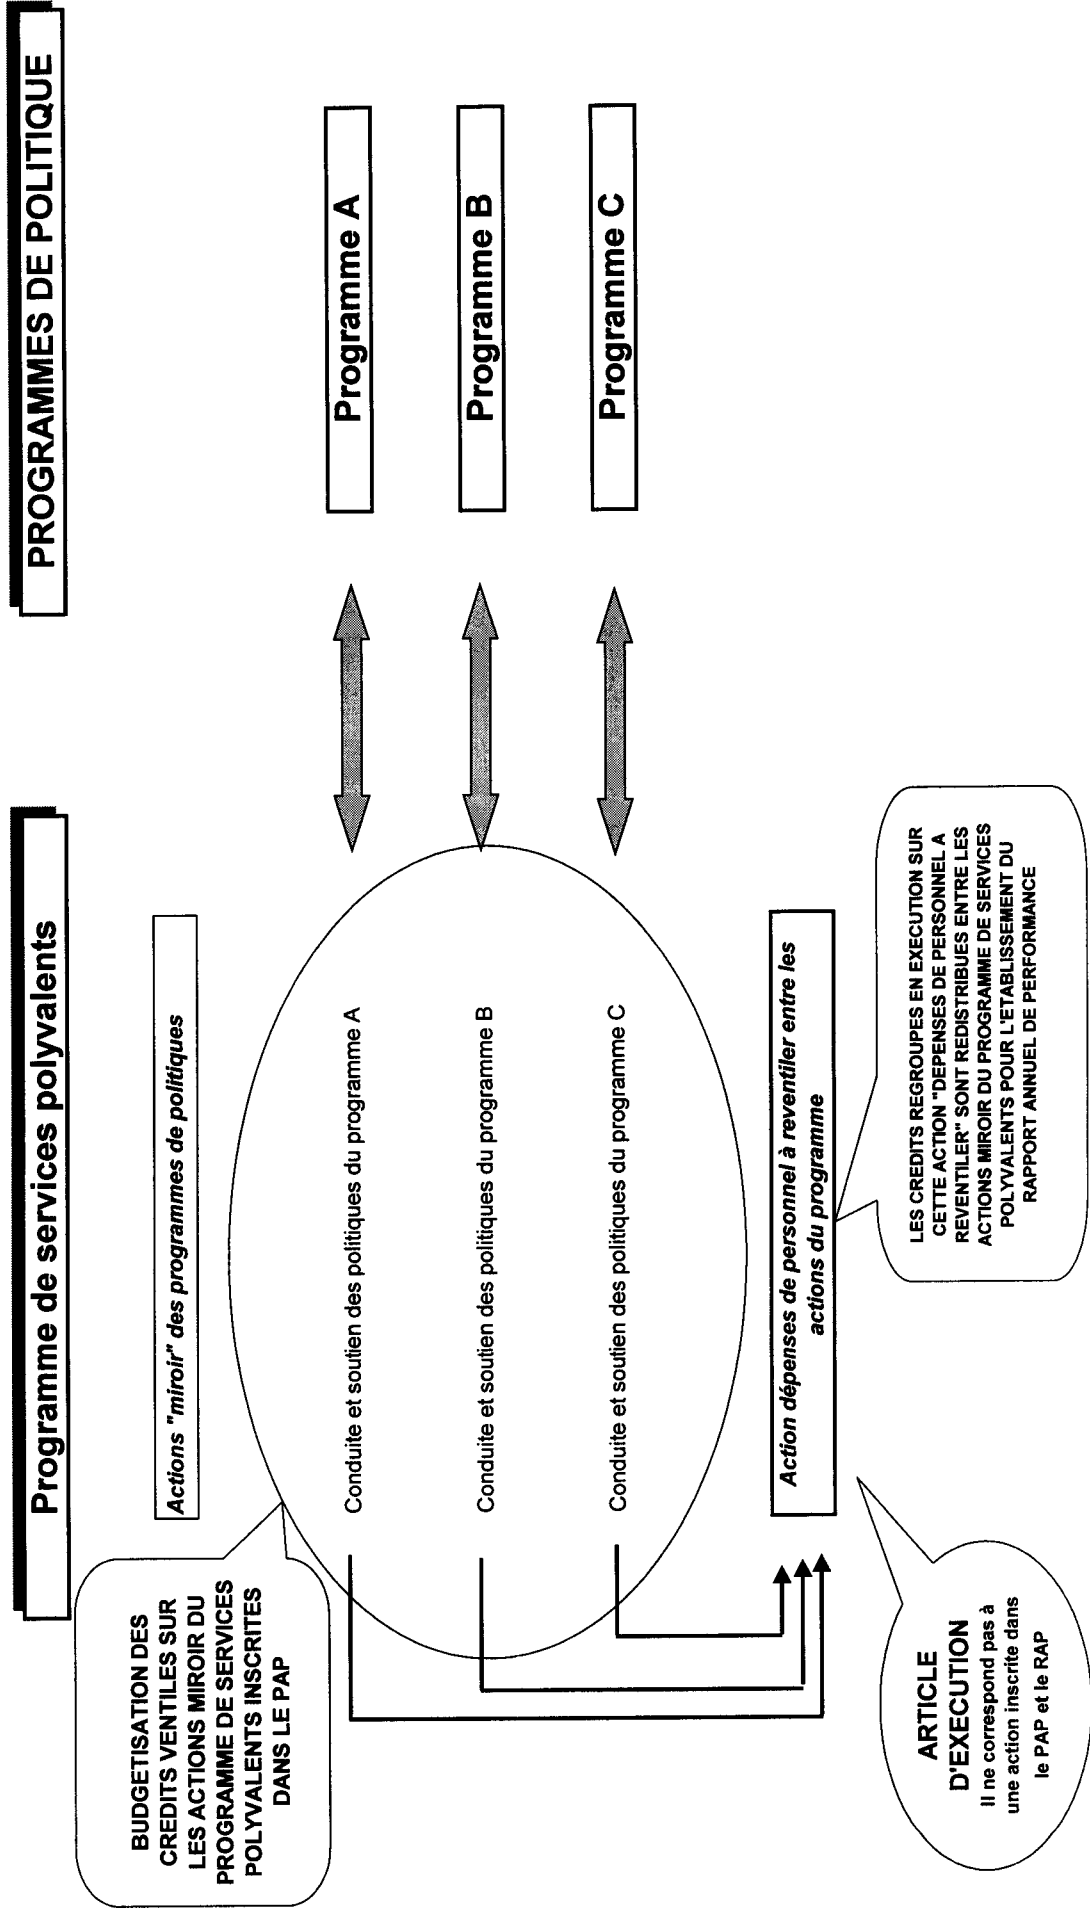 Programme de services polyvalents
PROGRAMMES DE POLITIQUE
BUDGETISATION DES
CREDITS VENTILES SUR
LES ACTIONS MIROIR DU
PROGRAMME DE SERVICES
POLYVALENTS INSCRITES
DANS LE PAP
Actions "miroir" des programmes de politiques
Conduite et soutien des politiques du programme A
Programme A
Conduite et soutien des politiques du programme B
Programme B
Conduite et soutien des politiques du programme C
Programme C
Action dépenses de personnel à reventiler entre les
actions du programme
ARTICLE
D'EXECUTION
Il ne correspond pas à
une action inscrite dans
le PAP et le RAP
LES CREDITS REGROUPES EN EXECUTION SUR
CETTE ACTION "DEPENSES DE PERSONNEL A
REVENTILER" SONT REDISTRIBUES ENTRE LES
ACTIONS MIROIR DU PROGRAMME DE SERVICES
POLYVALENTS POUR L'ETABLISSEMENT DU
RAPPORT ANNUEL DE PERFORMANCE